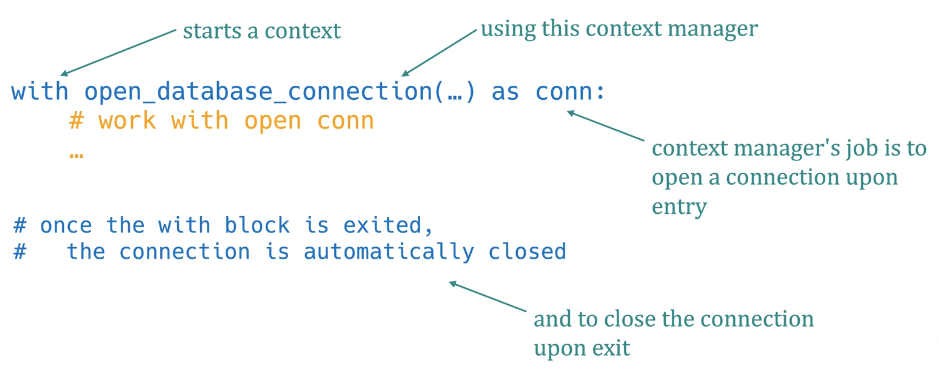 starts a context
using this context manager
with open_database_connection(…) as conn:
# work with open conn
…
context manager's job is to
open a connection upon
entry
# once the with block is exited,
#   the connection is automatically closed
and to close the connection
upon exit